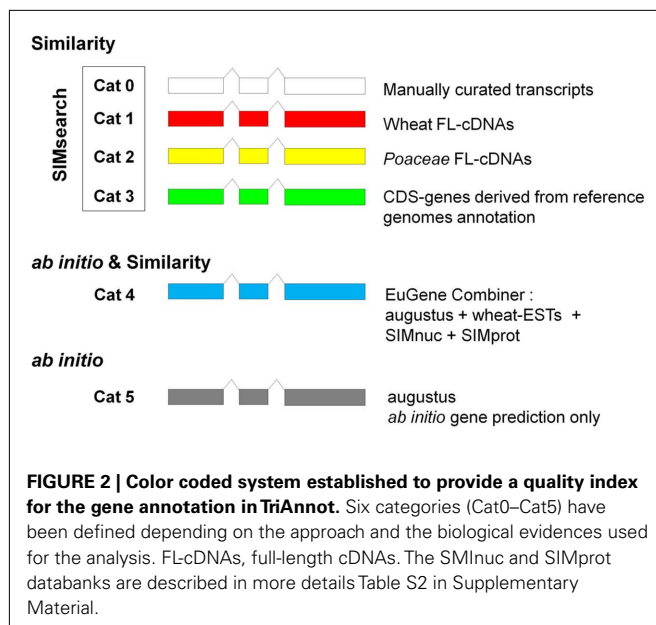 Similarity
SIMsearch
Cat 0
Manually curated transcripts
Cat 1
Wheat FL-cDNAs
Cat 2
Poaceae FL-cDNAs
Cat 3
CDS-genes derived from reference
genomes annotation
ab initio & Similarity
Cat 4
EuGene Combiner :
augustus + wheat-ESTs +
SIMnuc + SIMprot
ab initio
Cat 5
augustus
ab initio gene prediction only
FIGURE 2 | Color coded system established to provide a quality index
for the gene annotation in TriAnnot. Six categories (Cat0–Cat5) have
been defined depending on the approach and the biological evidences used
for the analysis. FL-cDNAs, full-length cDNAs. The SMInuc and SIMprot
databanks are described in more details Table S2 in Supplementary
Material.